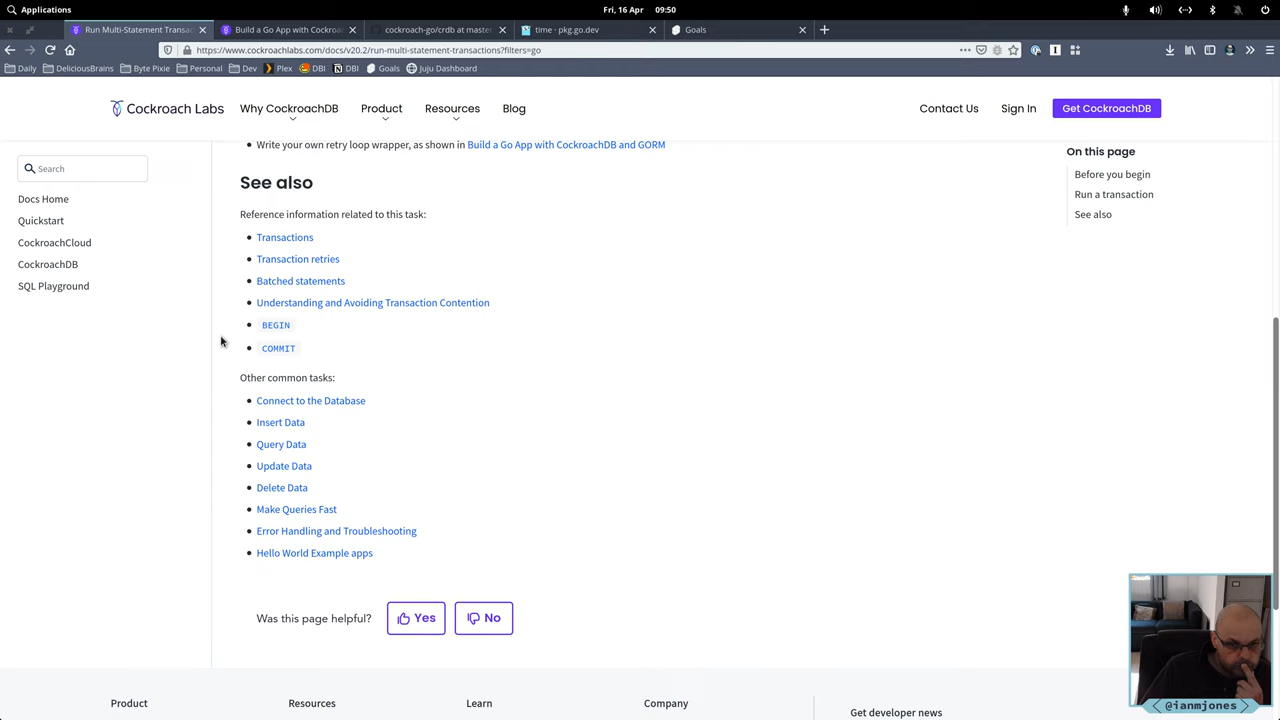 Applications
Fri, 16 Apr
09:50
Run Multi-Statement Transac
Build a Go App with Cockroa
cockroach-go/crdb at master
time · pkg.go.dev
Goals
https://www.cockroachlabs.com/docs/v20.2/run-multi-statement-transactions?filters=go
Daily
DeliciousBrains
Byte Pixie
Personal
Dev
Plex
DBI
DBI
Goals
Juju Dashboard
Cockroach Labs
Why CockroachDB
Product
Resources
Blog
Contact Us
Sign In
Get CockroachDB
Search
Docs Home
Quickstart
CockroachCloud
CockroachDB
SQL Playground
Write your own retry loop wrapper, as shown in Build a Go App with CockroachDB and GORM
See also
Reference information related to this task:
Transactions
Transaction retries
Batched statements
Understanding and Avoiding Transaction Contention
BEGIN
COMMIT
Other common tasks:
Connect to the Database
Insert Data
Query Data
Update Data
Delete Data
Make Queries Fast
Error Handling and Troubleshooting
Hello World Example apps
Was this page helpful?
Yes
No
On this page
Before you begin
Run a transaction
See also
Product
Resources
Learn
Company
Get developer news
@ianmjones